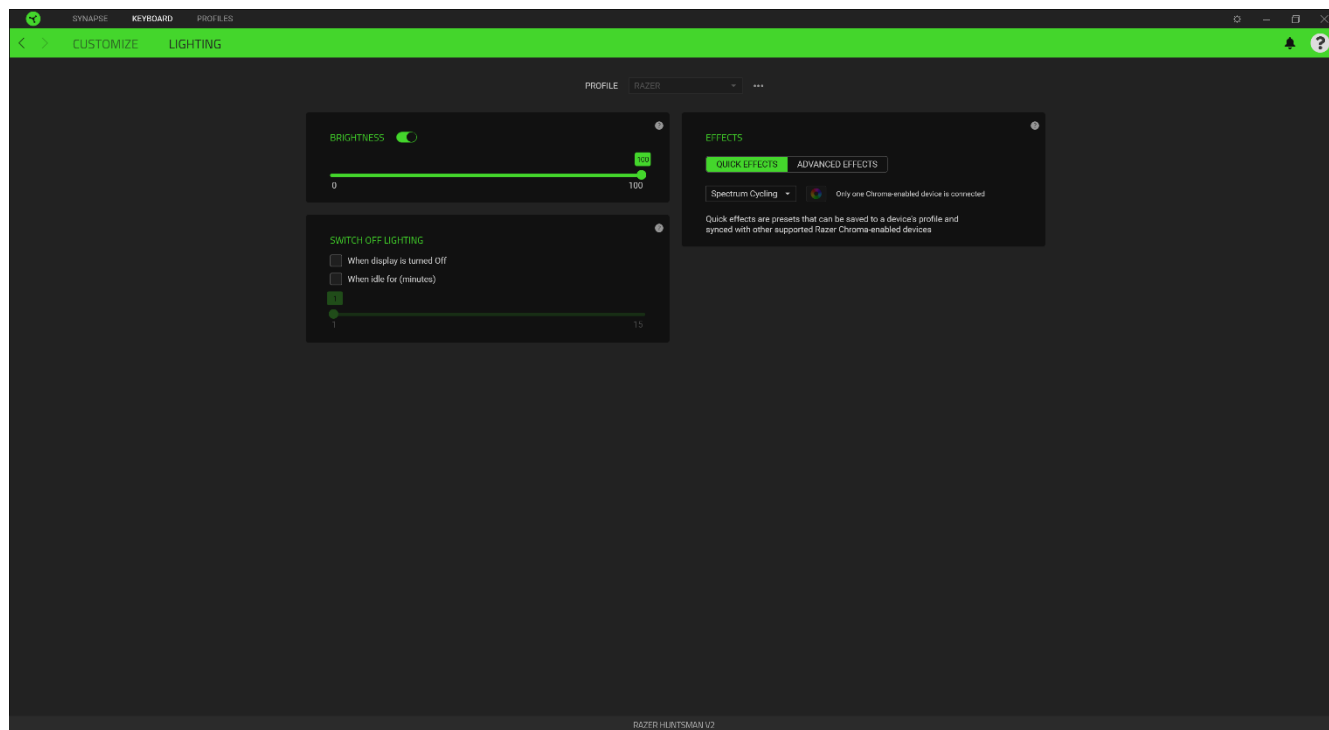 SYNAPSE KEYBOARD PROFILES
CUSTOMIZE LIGHTING
?
PROFILE RAZER
BRIGHTNESS
?
100
0 100
SWITCH OFF LIGHTING
?
When display is turned Off
When idle for (minutes)
1
1 15
EFFECTS
?
QUICK EFFECTS ADVANCED EFFECTS
Spectrum Cycling Only one Chroma-enabled device is connected
Quick effects are presets that can be saved to a device's profile and
synced with other supported Razer Chroma-enabled devices
RAZER HUNTSMAN V2